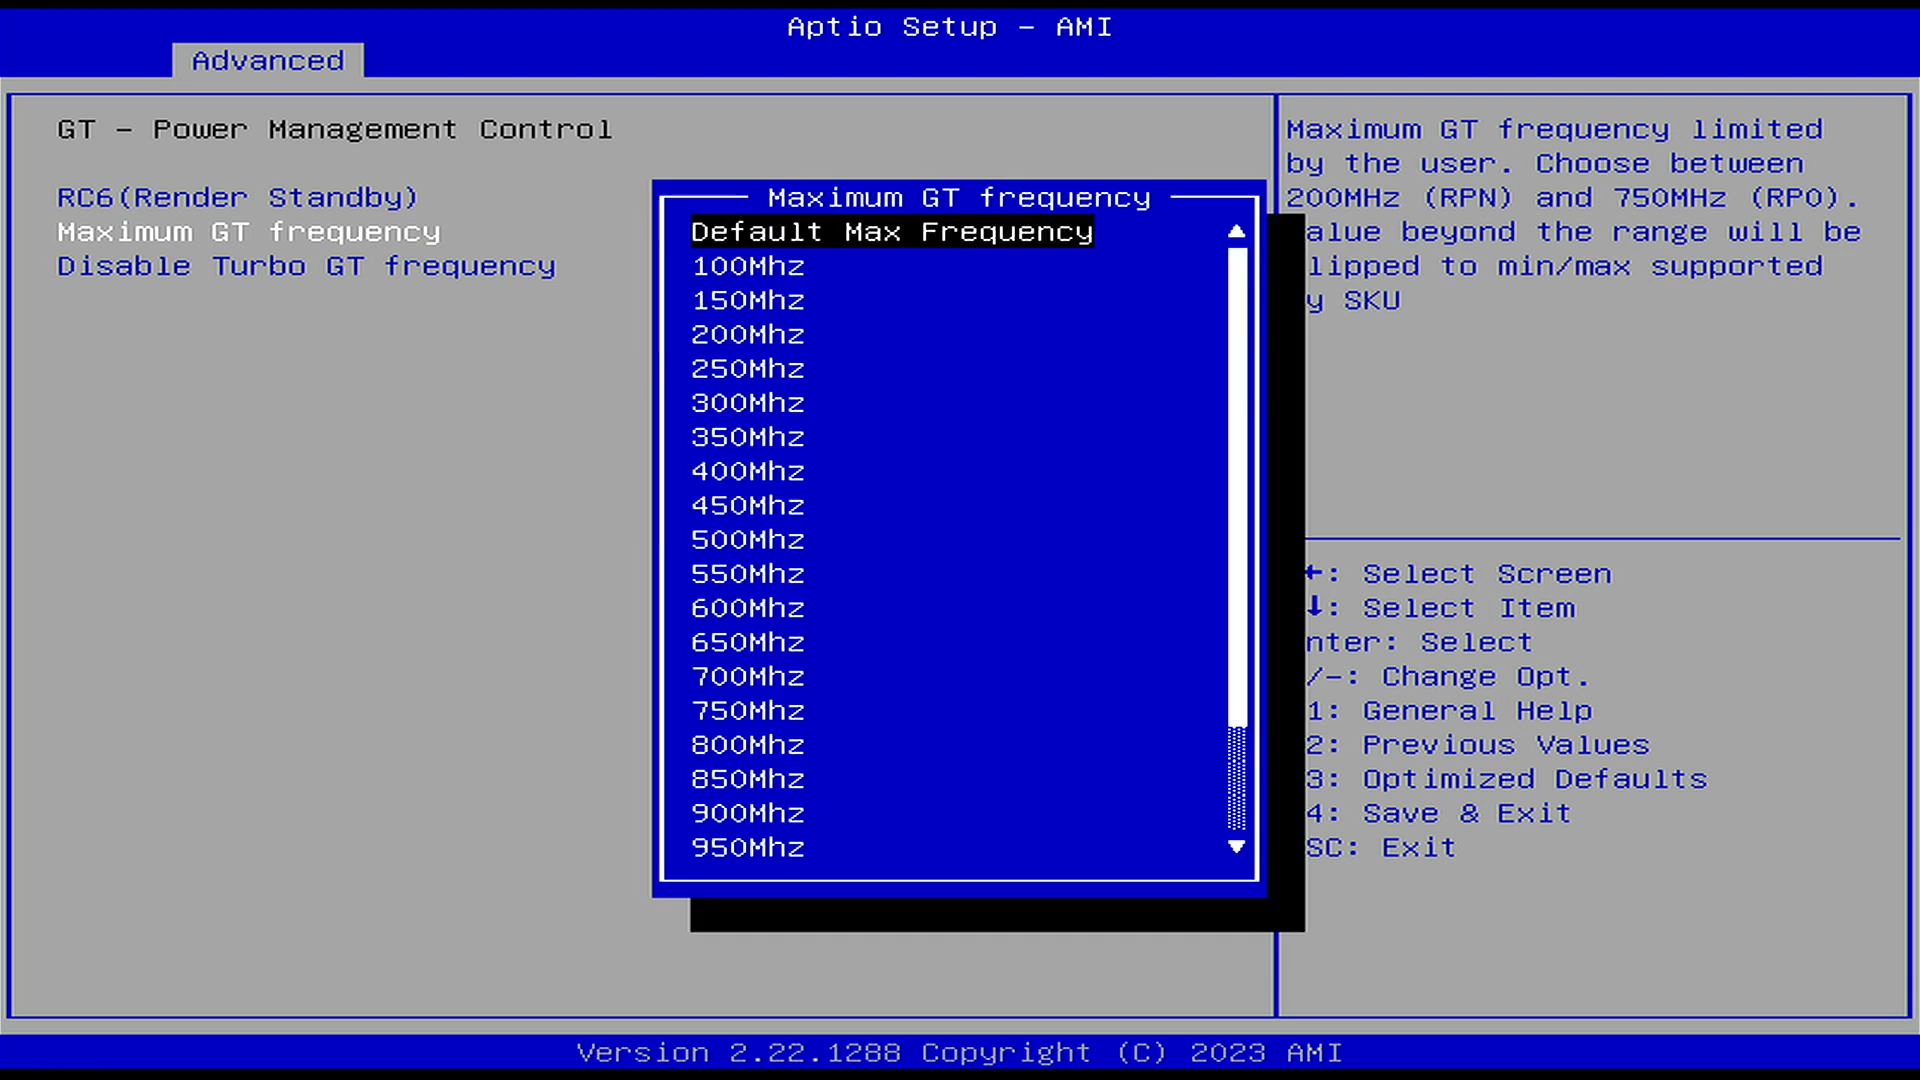 Aptio Setup - AMI
Advanced
GT - Power Management Control
RC6(Render Standby)
Maximum GT frequency
Disable Turbo GT frequency
Maximum GT frequency
Default Max Frequency
100Mhz
150Mhz
200Mhz
250Mhz
300Mhz
350Mhz
400Mhz
450Mhz
500Mhz
550Mhz
600Mhz
650Mhz
700Mhz
750Mhz
800Mhz
850Mhz
900Mhz
950Mhz
Maximum GT frequency limited
by the user. Choose between
200MHz (RPN) and 750MHz (RP0).
alue beyond the range will be
lipped to min/max supported
y SKU
←: Select Screen
↓: Select Item
nter: Select
/-: Change Opt.
1: General Help
2: Previous Values
3: Optimized Defaults
4: Save & Exit
SC: Exit
Version 2.22.1288 Copyright (C) 2023 AMI